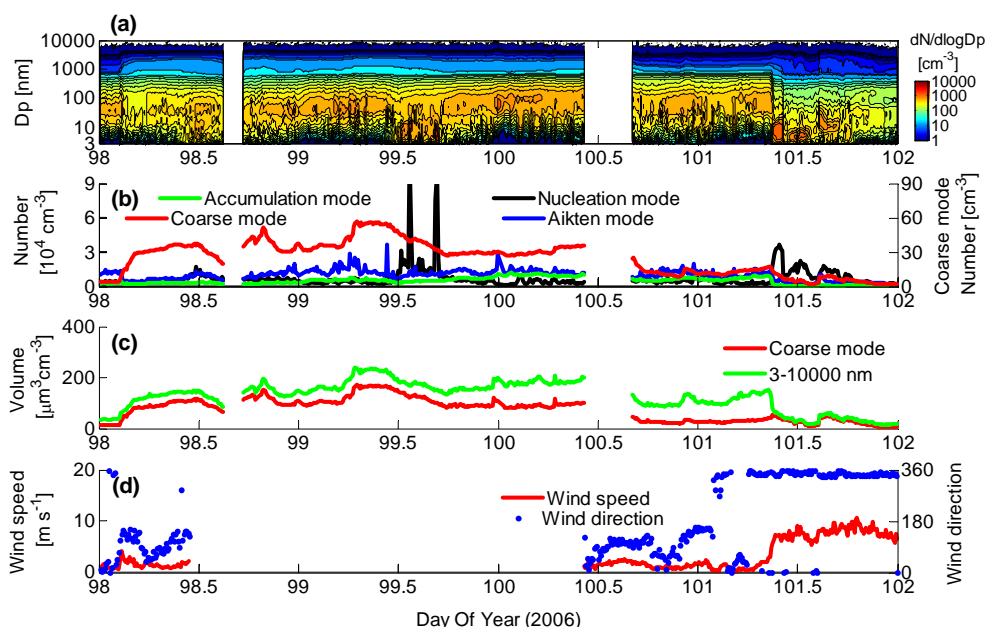 (a)
dN/dlogDp
[cm-3]
10000
1000
100
10
3
Dp [nm]
10000
1000
100
10
1
98 98.5 99 99.5 100 100.5 101 101.5 102
(b)
Accumulation mode
Nucleation mode
Coarse mode
Aikten mode
9
6
3
0
Number
[10⁴ cm-3]
90
60
30
0
Coarse mode
Number [cm-3]
98 98.5 99 99.5 100 100.5 101 101.5 102
(c)
Coarse mode
3-10000 nm
400
200
0
Volume
[µm³cm-3]
98 98.5 99 99.5 100 100.5 101 101.5 102
(d)
Wind speed
Wind direction
20
10
0
Wind speed
[m s-1]
360
180
0
Wind direction
98 98.5 99 99.5 100 100.5 101 101.5 102
Day Of Year (2006)